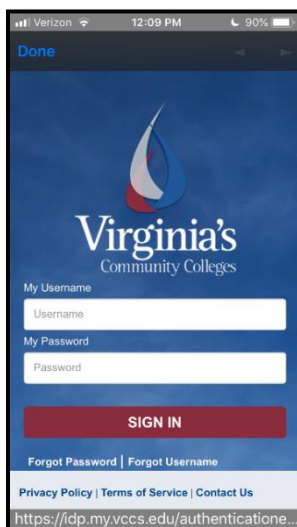 Verizon 12:09 PM 90%
Done
Virginia's
Community Colleges
My Username
Username
My Password
Password
SIGN IN
Forgot Password | Forgot Username
Privacy Policy | Terms of Service | Contact Us
https://idp.my.vccs.edu/authenticatione